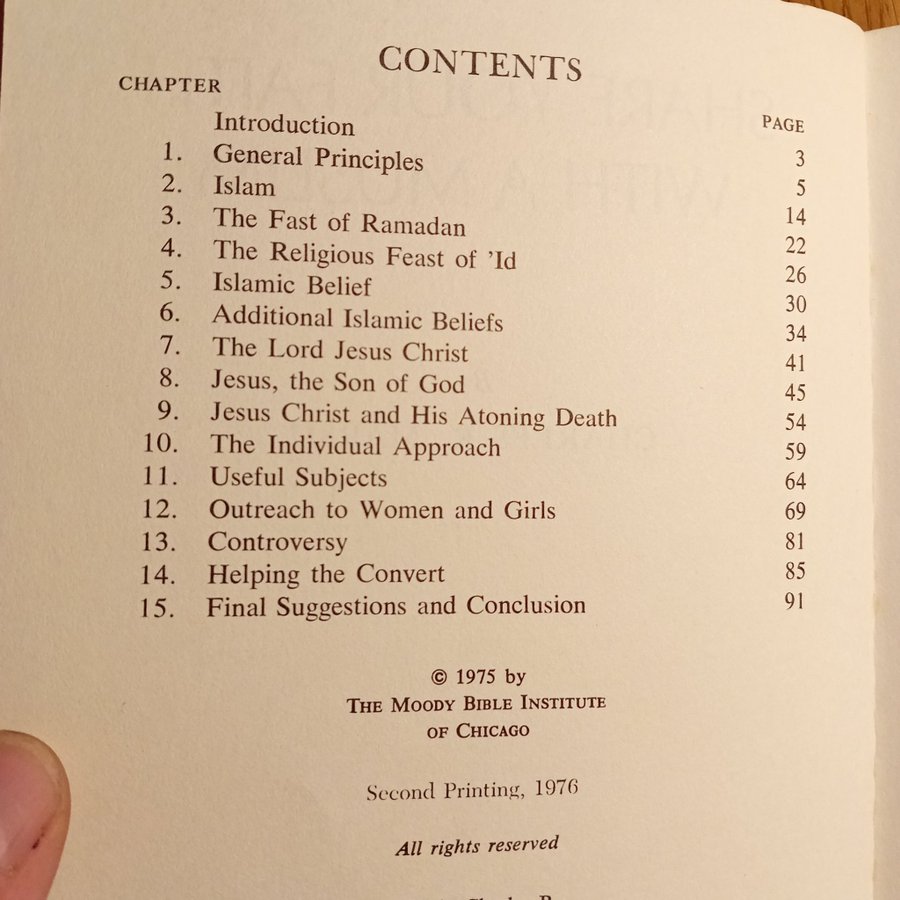 CONTENTS
CHAPTER PAGE
Introduction 3
1. General Principles 5
2. Islam 14
3. The Fast of Ramadan 22
4. The Religious Feast of 'Id 26
5. Islamic Belief 30
6. Additional Islamic Beliefs 34
7. The Lord Jesus Christ 41
8. Jesus, the Son of God 45
9. Jesus Christ and His Atoning Death 54
10. The Individual Approach 59
11. Useful Subjects 64
12. Outreach to Women and Girls 69
13. Controversy 81
14. Helping the Convert 85
15. Final Suggestions and Conclusion 91
© 1975 by
THE MOODY BIBLE INSTITUTE
OF CHICAGO
Second Printing, 1976
All rights reserved